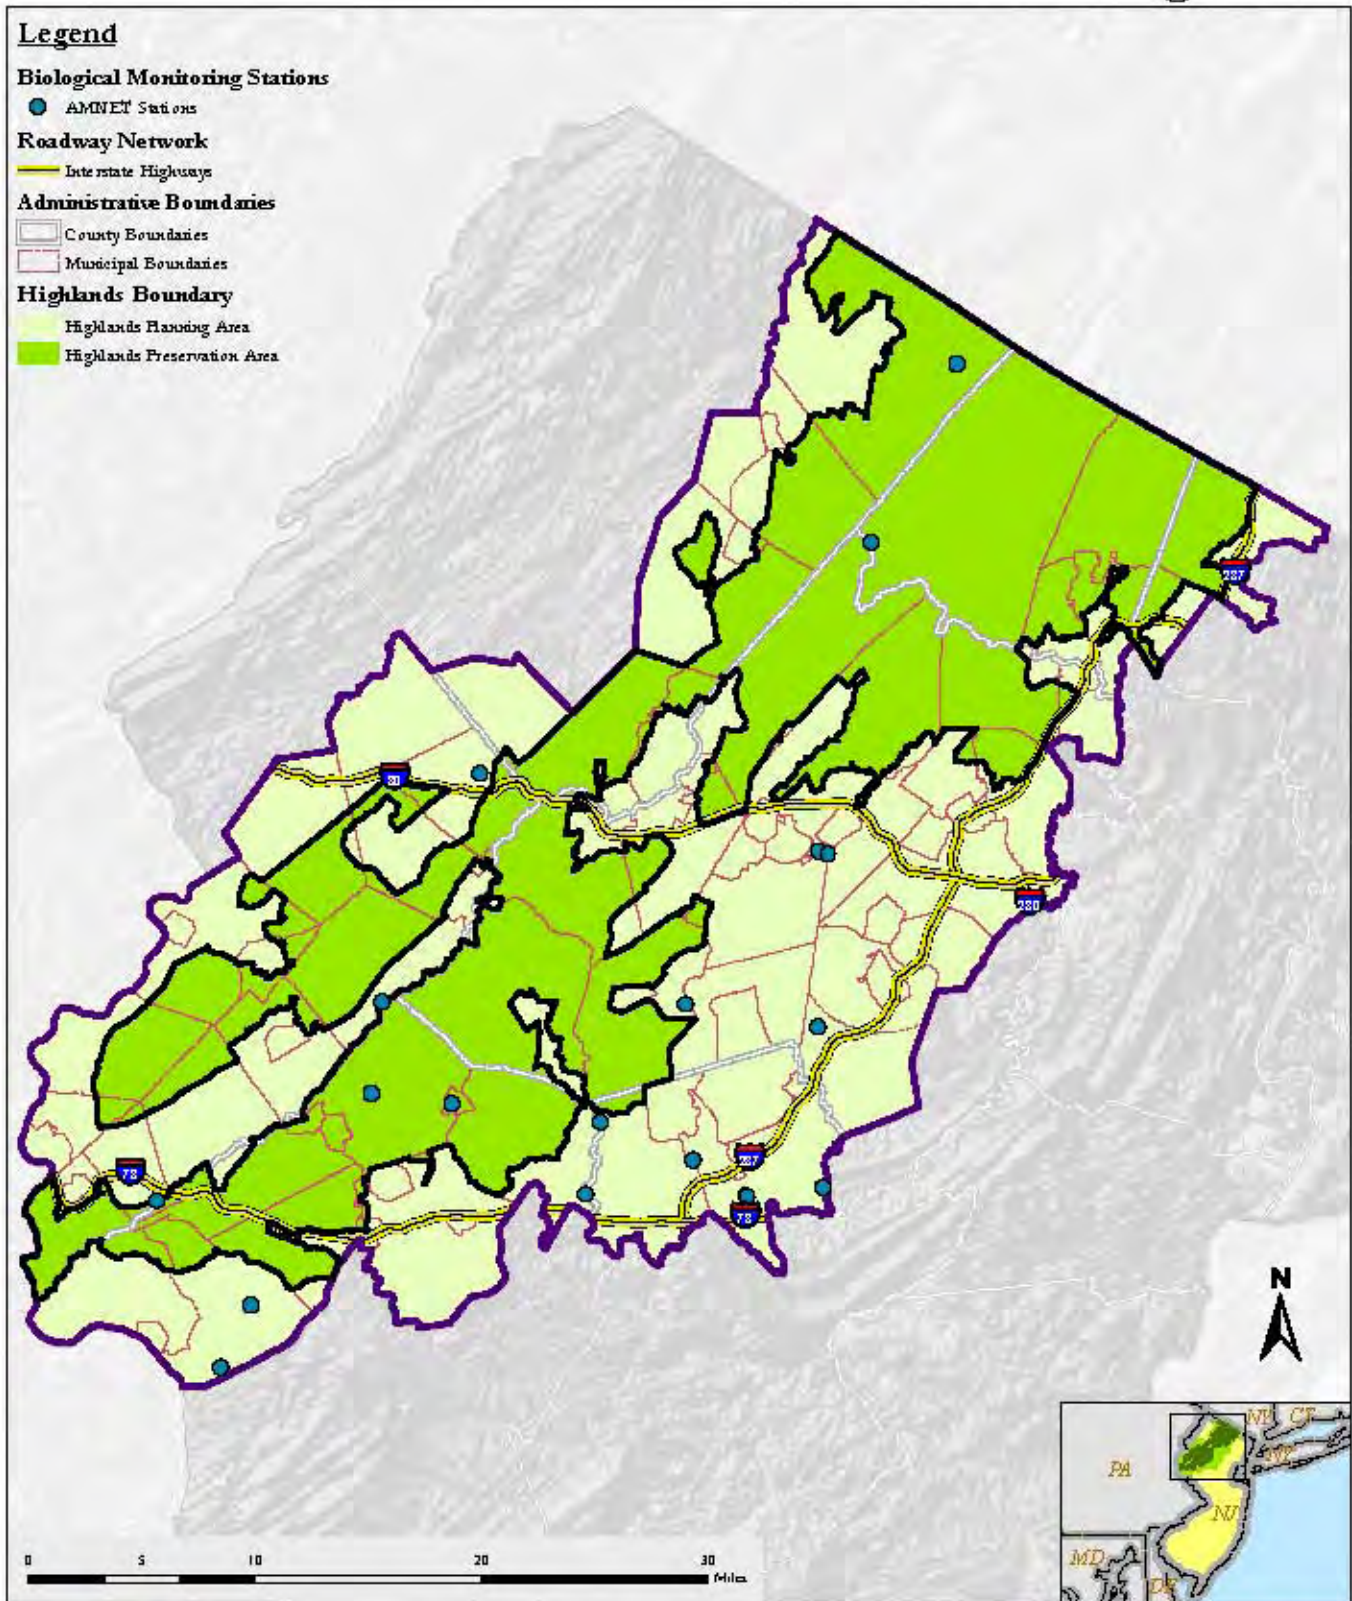 Legend
Biological Monitoring Stations
AMNET Stations
Roadway Network
Interstate Highways
Administrative Boundaries
County Boundaries
Municipal Boundaries
Highlands Boundary
Highlands Planning Area
Highlands Preservation Area
287
80
280
78
287
78
N
NY CT
PA NY
NJ
MD
DE
0 5 10 20 30
Miles